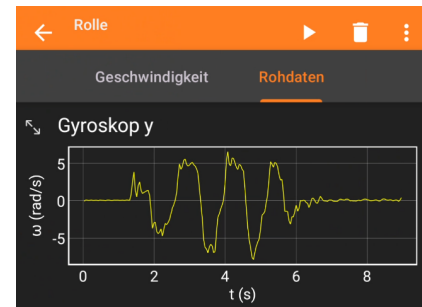 Rolle
Geschwindigkeit Rohdaten
Gyroskop y
ω (rad/s)
5
0
-5
0 2 4 6 8
t (s)